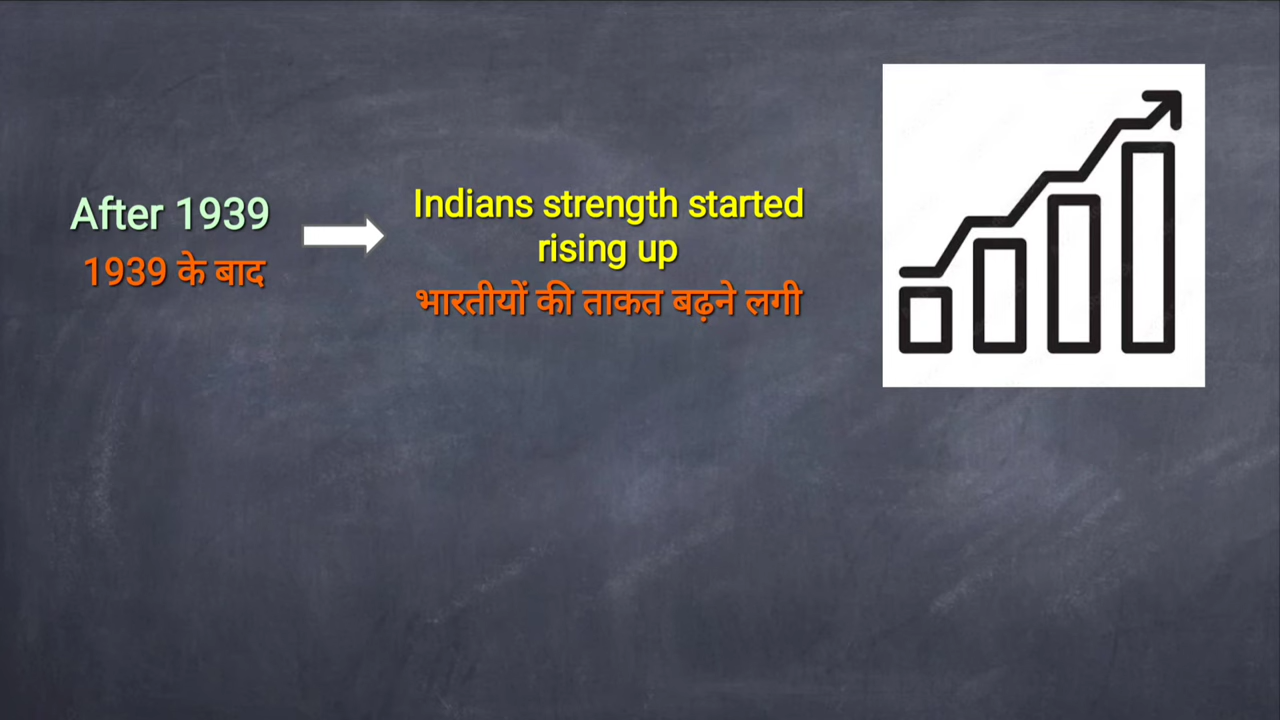 After 1939
1939 के बाद
Indians strength started
rising up
भारतीयों की ताकत बढ़ने लगी